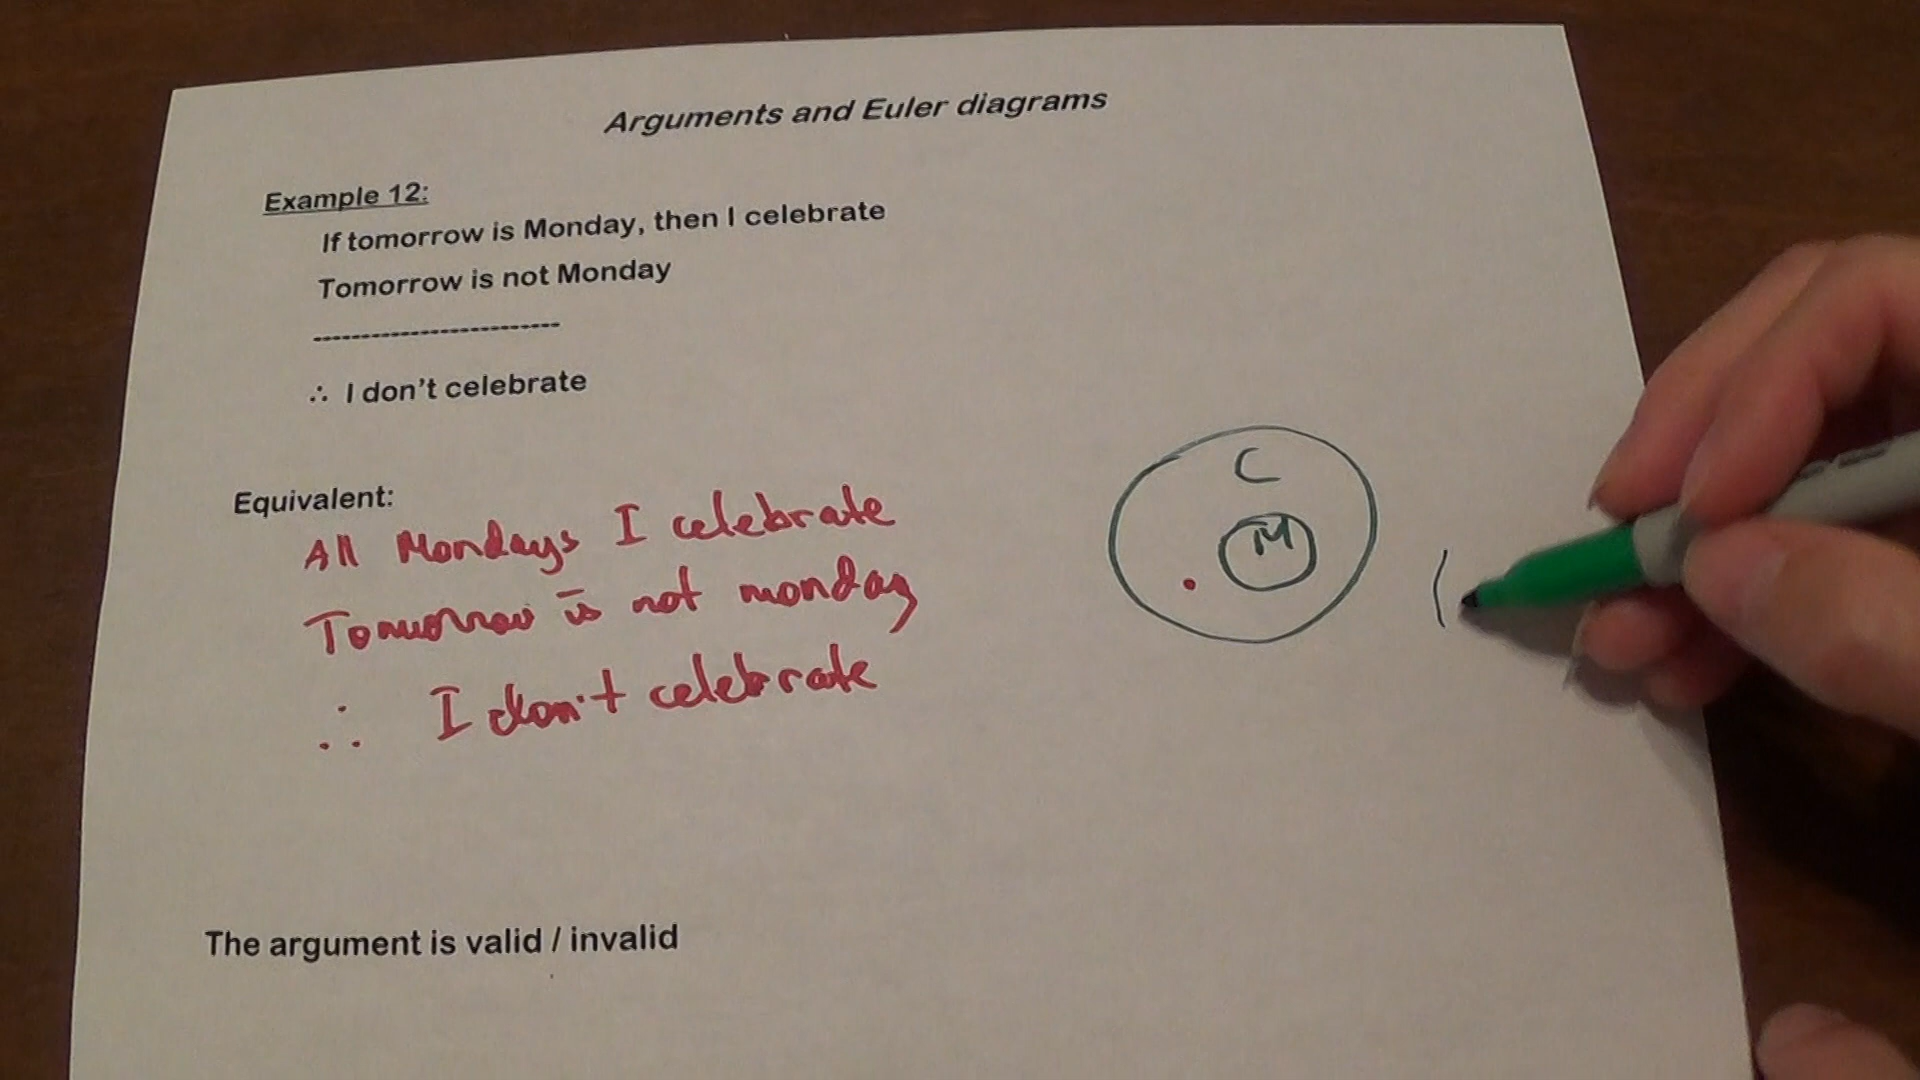 Arguments and Euler diagrams
Example 12:
If tomorrow is Monday, then I celebrate
Tomorrow is not Monday
--------------------------
∴ I don't celebrate
Equivalent:
All Mondays I celebrate
Tomorrow is not monday
∴ I don't celebrate
C
M
The argument is valid / invalid